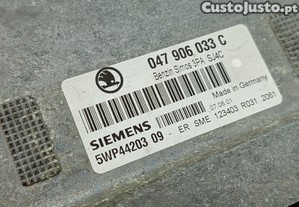 CustoJusto.pt
047 906 033 C
Benzin Simos 3PA SJ4C
Made in Germany
07.06.01
SIEMENS
5WP44203 09 - ER SME 123403 R031 2061